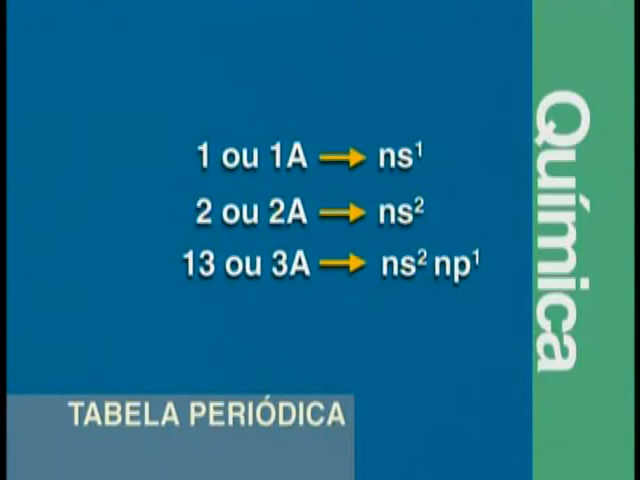 1 ou 1A → ns¹
2 ou 2A → ns²
13 ou 3A → ns² np¹
TABELA PERIÓDICA
Química